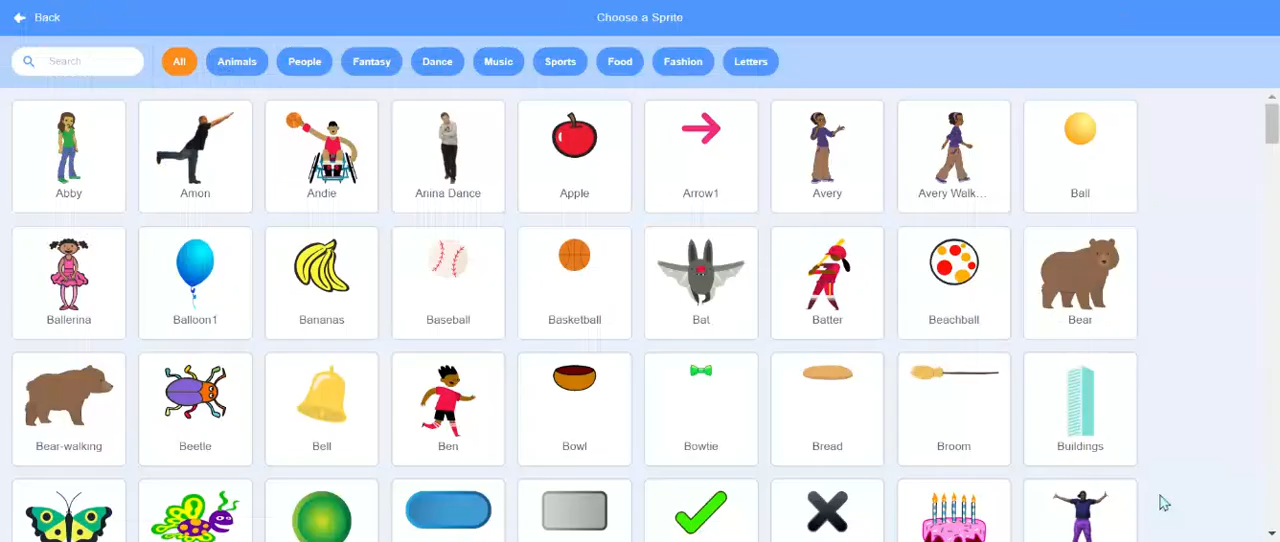 Back
Choose a Sprite
Search
All
Animals
People
Fantasy
Dance
Music
Sports
Food
Fashion
Letters
Abby
Amon
Andie
Anina Dance
Apple
Arrow1
Avery
Avery Walk...
Ball
Ballerina
Balloon1
Bananas
Baseball
Basketball
Bat
Batter
Beachball
Bear
Bear-walking
Beetle
Bell
Ben
Bowl
Bowtie
Bread
Broom
Buildings